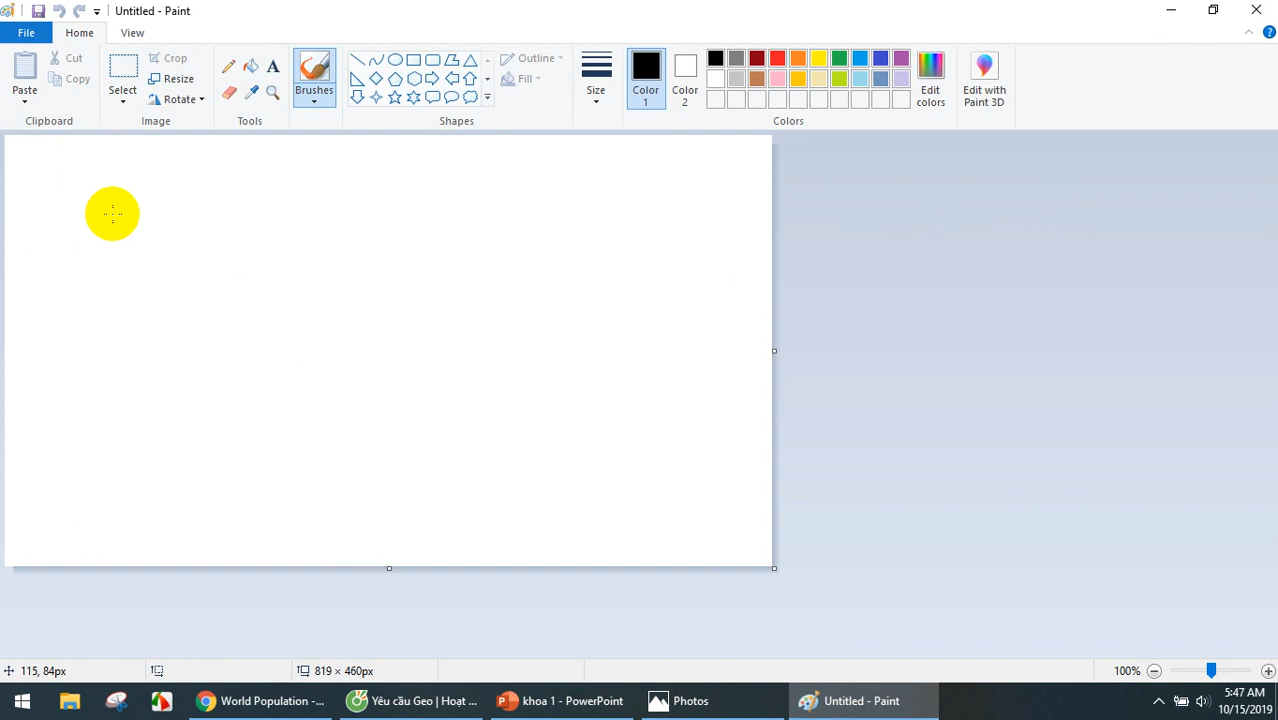 Untitled - Paint
File Home View
Paste
Cut
Copy
Clipboard
Select
Crop
Resize
Rotate
Image
A
Tools
Brushes
Shapes
Outline
Fill
Size
Color 1
Color 2
Colors
Edit colors
Edit with Paint 3D
115, 84px
819 × 460px
100%
World Population -...
Yêu cầu Geo | Hoạt ...
khoa 1 - PowerPoint
Photos
Untitled - Paint
5:47 AM
10/15/2019